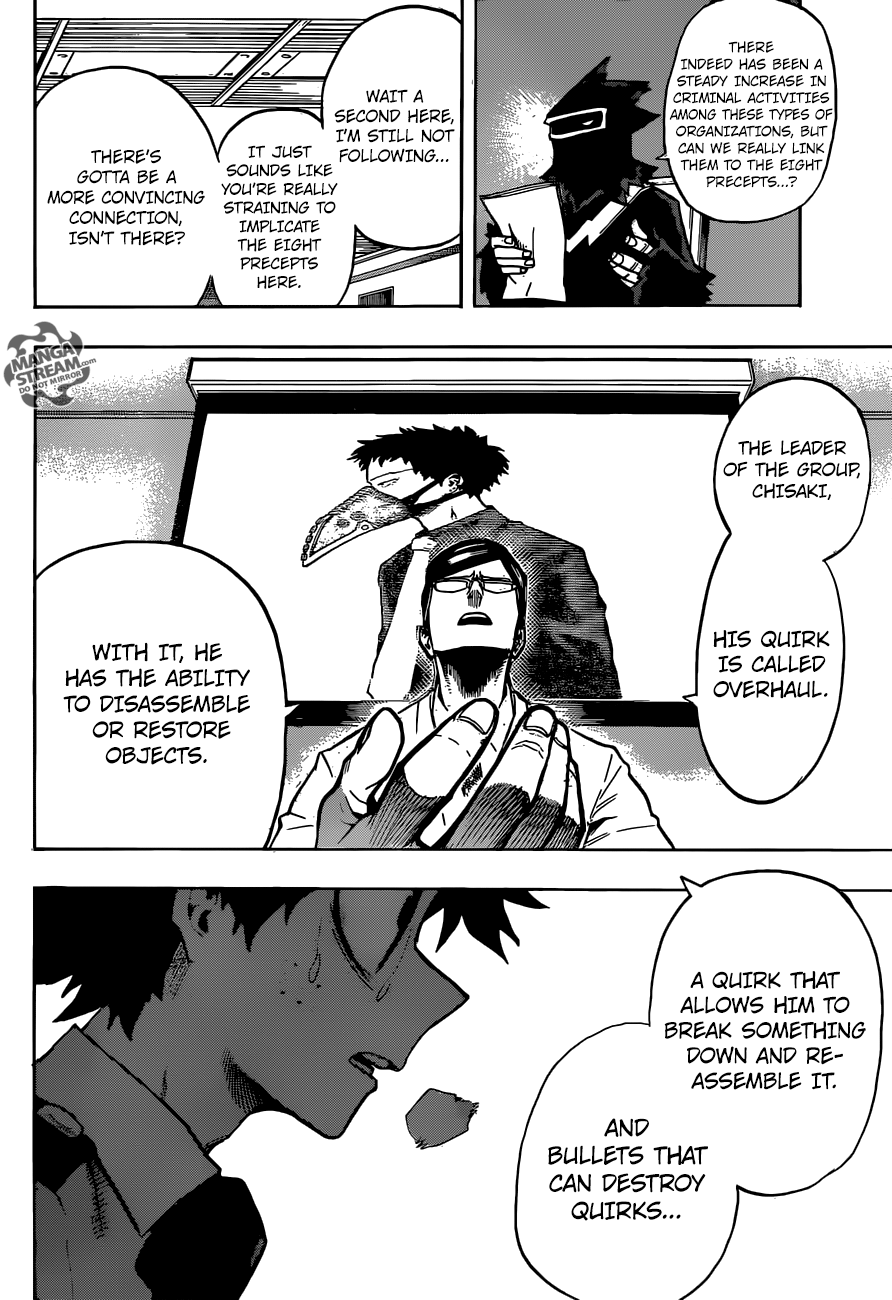 THERE
INDEED HAS BEEN A
STEADY INCREASE IN
CRIMINAL ACTIVITIES
AMONG THESE TYPES OF
ORGANIZATIONS, BUT
CAN WE REALLY LINK
THEM TO THE EIGHT
PRECEPTS...?
WAIT A
SECOND HERE,
I'M STILL NOT
FOLLOWING...
IT JUST
SOUNDS LIKE
YOU'RE REALLY
STRAINING TO
IMPLICATE
THE EIGHT
PRECEPTS
HERE.
THERE'S
GOTTA BE A
MORE CONVINCING
CONNECTION,
ISN'T THERE?
MANGA
STREAM.com
DO NOT MIRROR
THE LEADER
OF THE GROUP,
CHISAKI,
HIS QUIRK
IS CALLED
OVERHAUL.
WITH IT, HE
HAS THE ABILITY
TO DISASSEMBLE
OR RESTORE
OBJECTS.
A QUIRK THAT
ALLOWS HIM TO
BREAK SOMETHING
DOWN AND RE-
ASSEMBLE IT.
AND
BULLETS THAT
CAN DESTROY
QUIRKS...